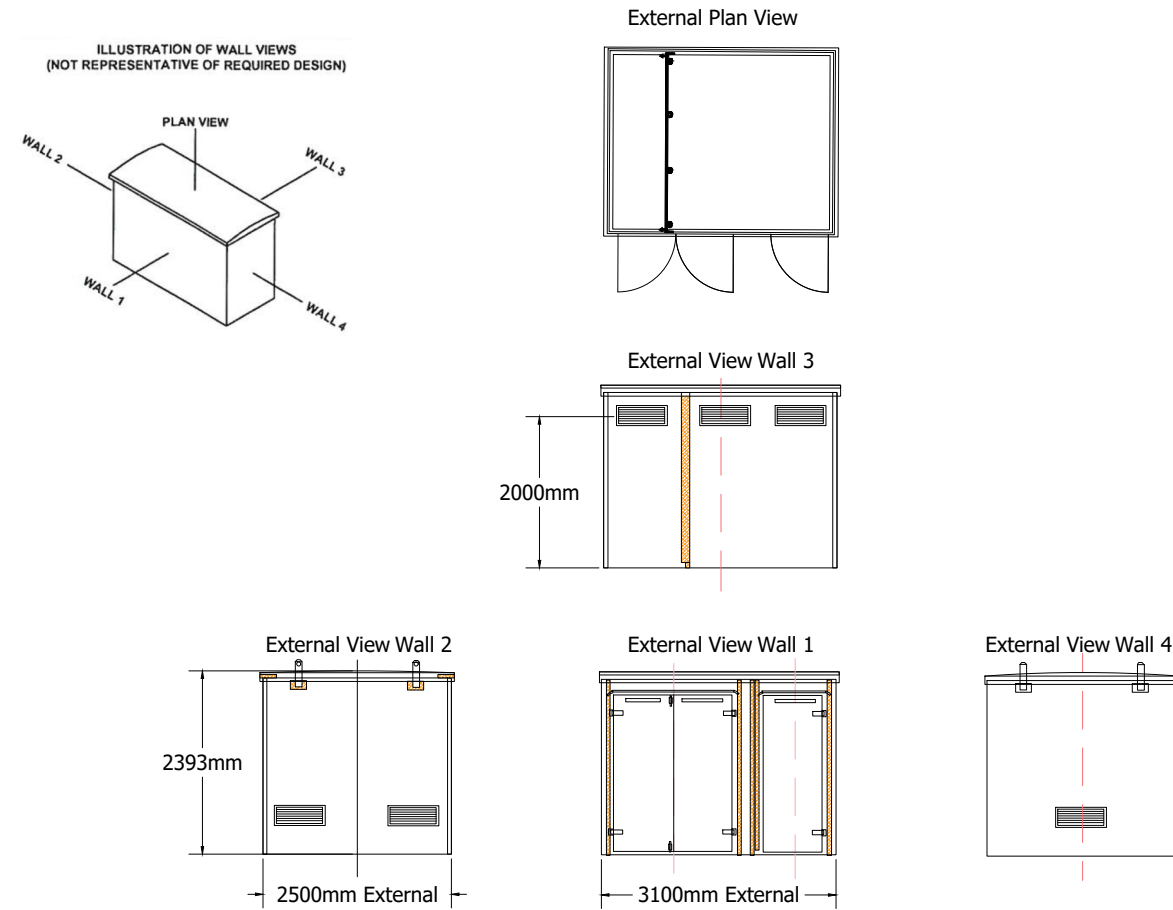 External Plan View
ILLUSTRATION OF WALL VIEWS
(NOT REPRESENTATIVE OF REQUIRED DESIGN)
PLAN VIEW
WALL 2
WALL 3
WALL 1
WALL 4
External View Wall 3
2000mm
External View Wall 2
External View Wall 1
External View Wall 4
2393mm
2500mm External
3100mm External